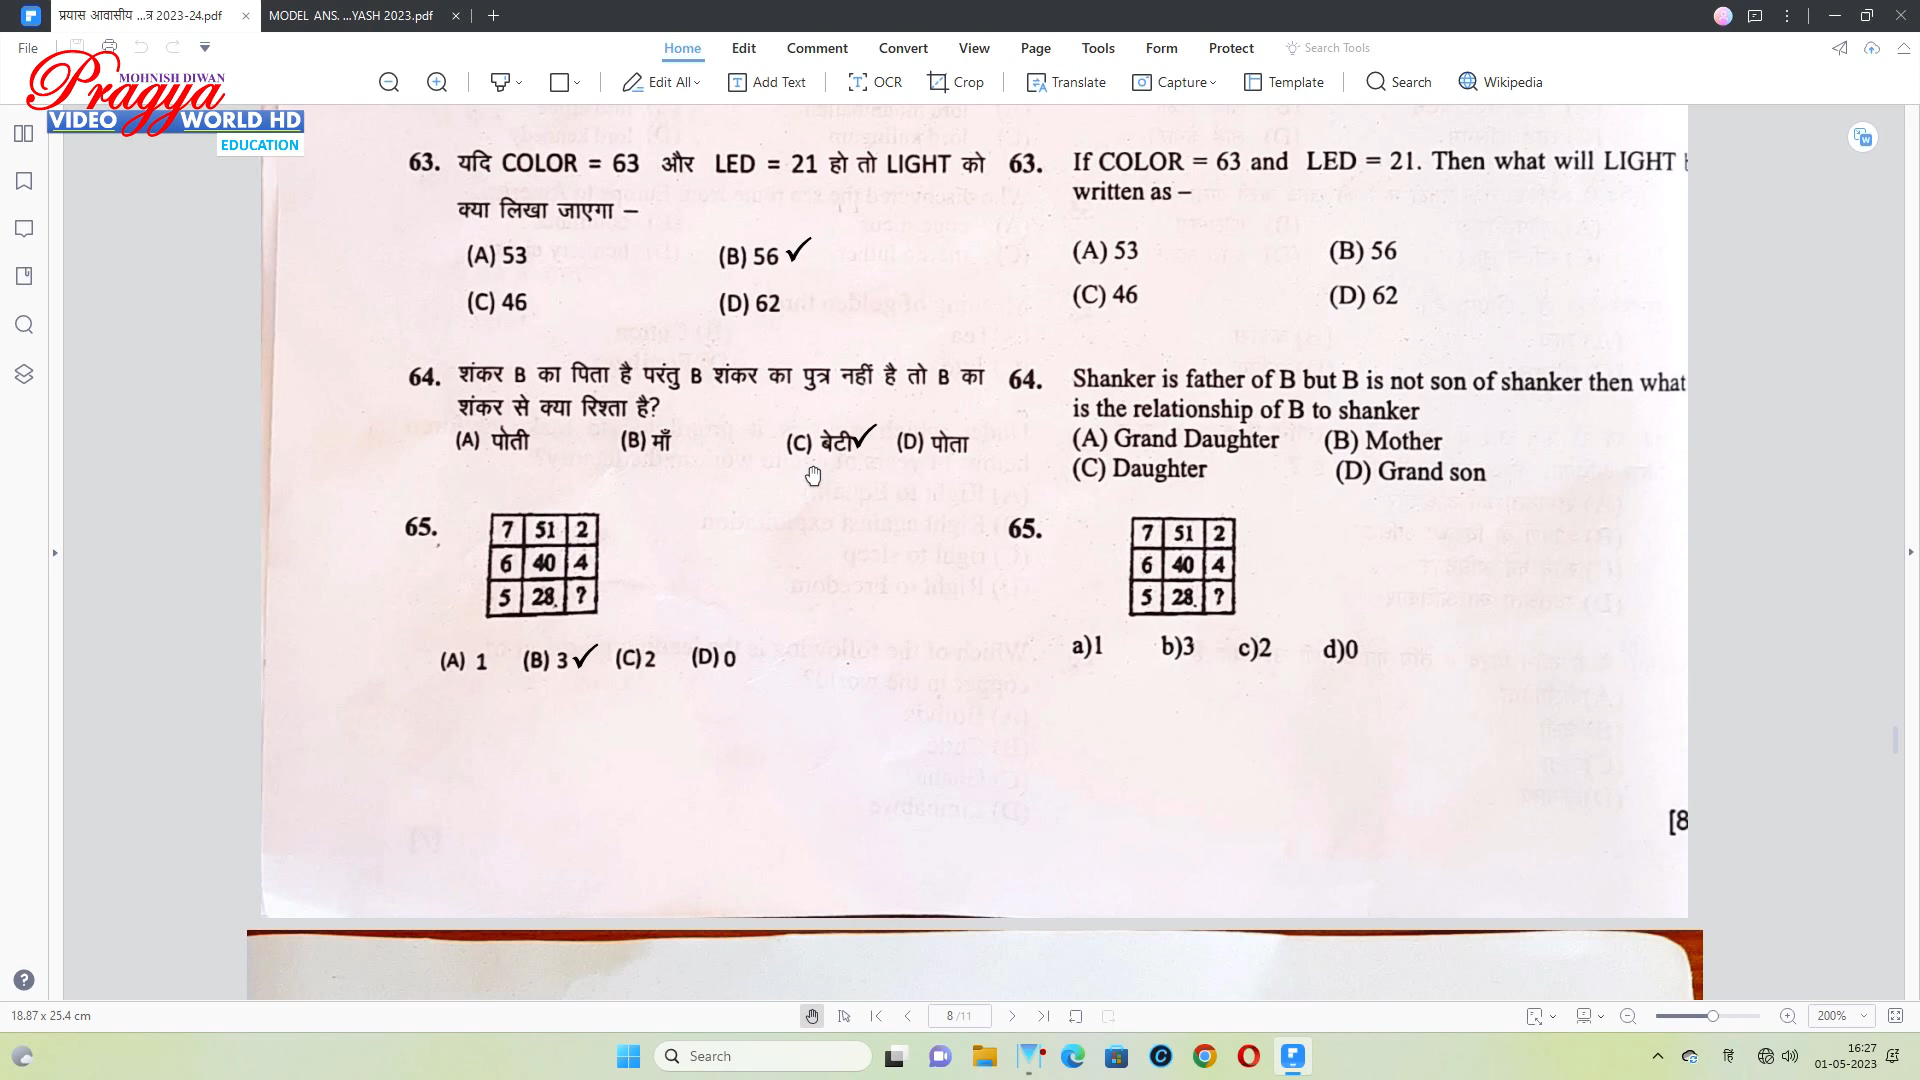 प्रयास आवासीय ...त्र 2023-24.pdf
MODEL ANS. ...YASH 2023.pdf
File
Home Edit Comment Convert View Page Tools Form Protect Search Tools
Edit All Add Text OCR Crop Translate Capture Template Search Wikipedia
MOHNISH DIWAN
Pragya
VIDEO WORLD HD
EDUCATION
63. यदि COLOR = 63 और LED = 21 हो तो LIGHT को
क्या लिखा जाएगा –
(A) 53 (B) 56
(C) 46 (D) 62
64. शंकर B का पिता है परंतु B शंकर का पुत्र नहीं है तो B का
शंकर से क्या रिश्ता है?
(A) पोती (B) माँ (C) बेटी (D) पोता
65.
7 51 2
6 40 4
5 28 ?
(A) 1 (B) 3 (C) 2 (D) 0
63. If COLOR = 63 and LED = 21. Then what will LIGHT
written as –
(A) 53 (B) 56
(C) 46 (D) 62
64. Shanker is father of B but B is not son of shanker then what
is the relationship of B to shanker
(A) Grand Daughter (B) Mother
(C) Daughter (D) Grand son
65.
7 51 2
6 40 4
5 28 ?
a)1 b)3 c)2 d)0
[8
18.87 x 25.4 cm
8 /11
200%
Search
हिं
16:27
01-05-2023